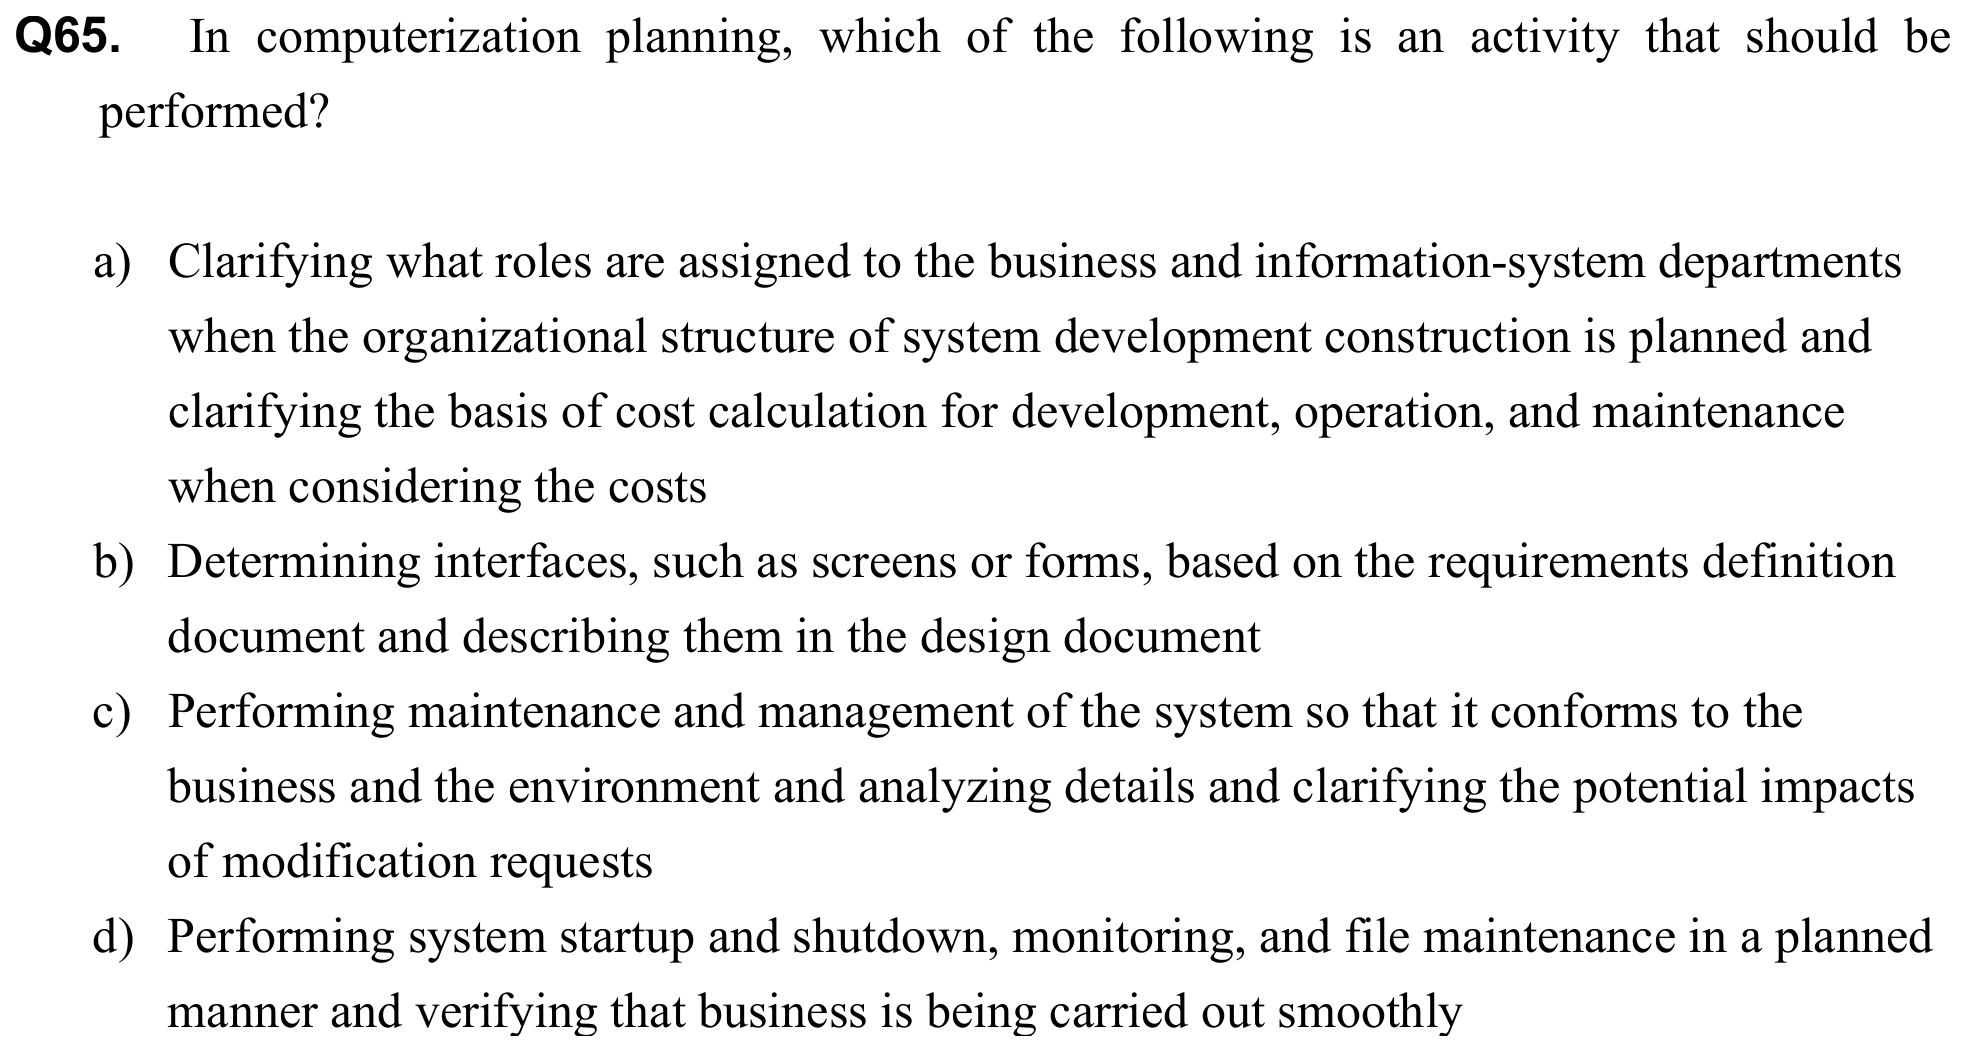 Q65. In computerization planning, which of the following is an activity that should be
performed?
a) Clarifying what roles are assigned to the business and information-system departments
when the organizational structure of system development construction is planned and
clarifying the basis of cost calculation for development, operation, and maintenance
when considering the costs
b) Determining interfaces, such as screens or forms, based on the requirements definition
document and describing them in the design document
c) Performing maintenance and management of the system so that it conforms to the
business and the environment and analyzing details and clarifying the potential impacts
of modification requests
d) Performing system startup and shutdown, monitoring, and file maintenance in a planned
manner and verifying that business is being carried out smoothly